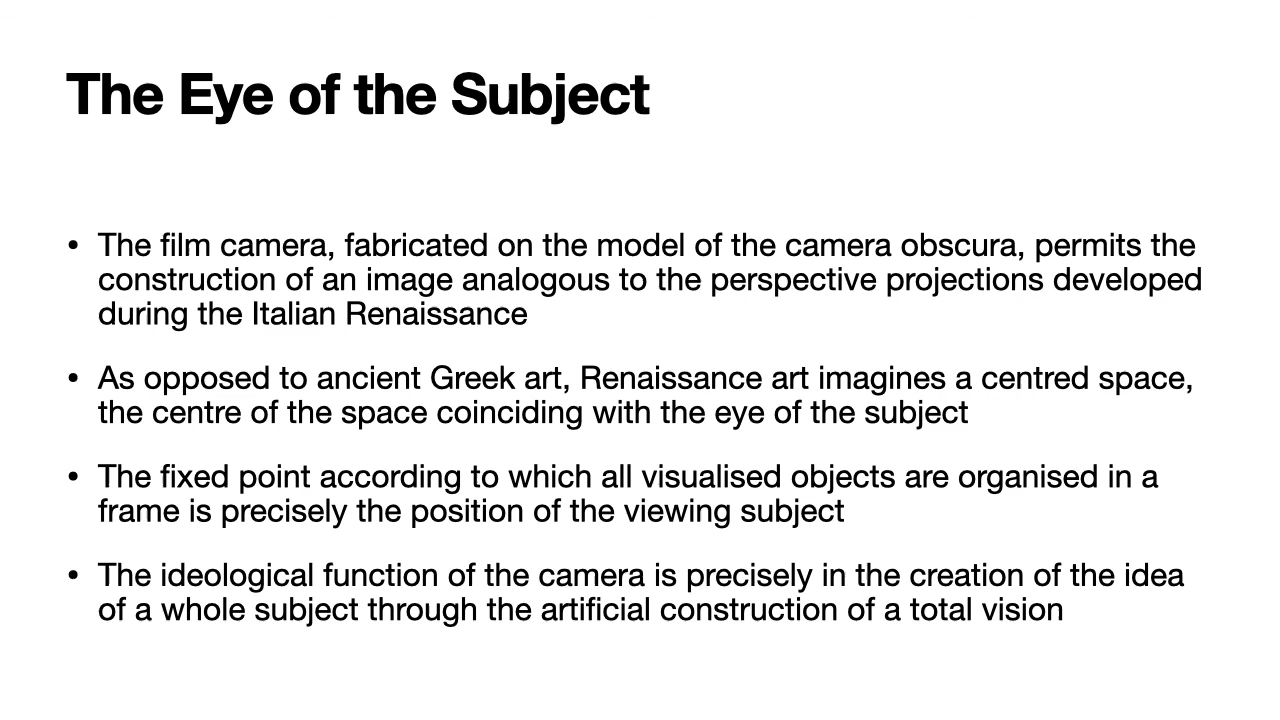 The Eye of the Subject
• The film camera, fabricated on the model of the camera obscura, permits the
construction of an image analogous to the perspective projections developed
during the Italian Renaissance
• As opposed to ancient Greek art, Renaissance art imagines a centred space,
the centre of the space coinciding with the eye of the subject
• The fixed point according to which all visualised objects are organised in a
frame is precisely the position of the viewing subject
• The ideological function of the camera is precisely in the creation of the idea
of a whole subject through the artificial construction of a total vision